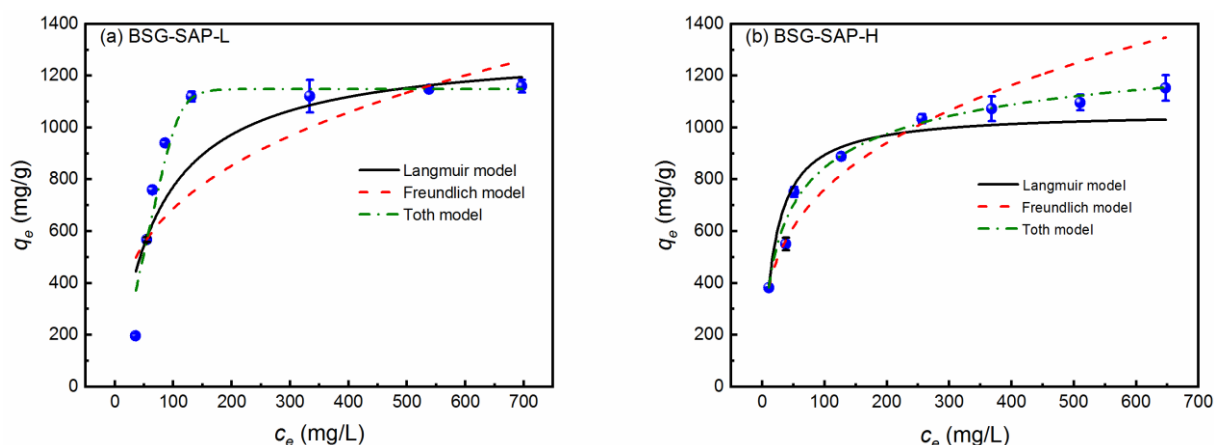 (a) BSG-SAP-L
1400
1200
1000
800
600
400
200
0
qₑ (mg/g)
Langmuir model
Freundlich model
Toth model
0 100 200 300 400 500 600 700
cₑ (mg/L)
(b) BSG-SAP-H
1400
1200
1000
800
600
400
200
0
qₑ (mg/g)
Langmuir model
Freundlich model
Toth model
0 100 200 300 400 500 600 700
cₑ (mg/L)